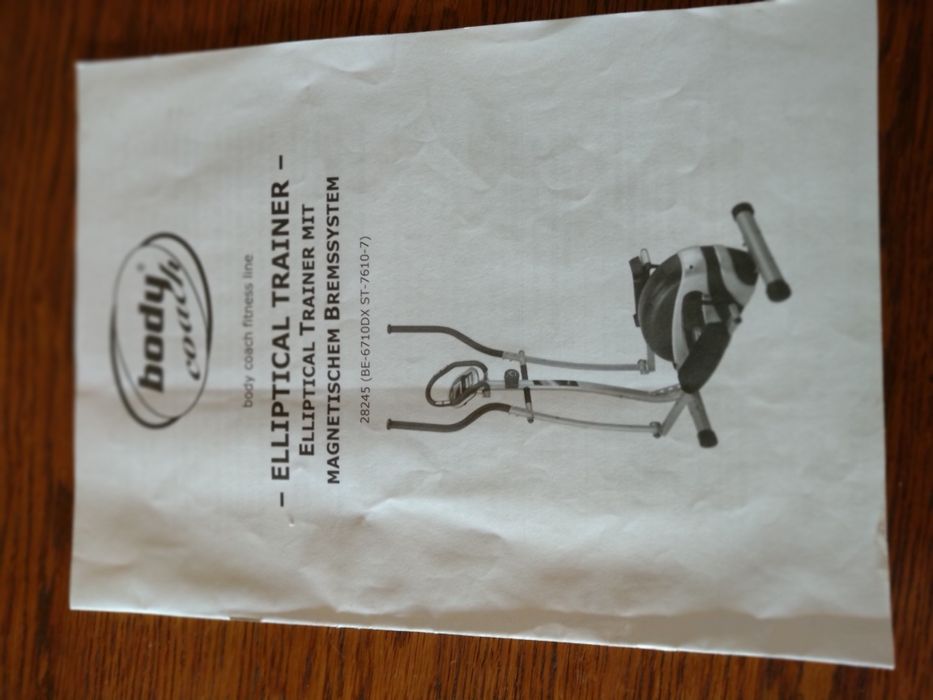 body®
coach
body coach fitness line
– ELLIPTICAL TRAINER –
ELLIPTICAL TRAINER MIT
MAGNETISCHEM BREMSSYSTEM
28245 (BE-6710DX ST-7610-7)